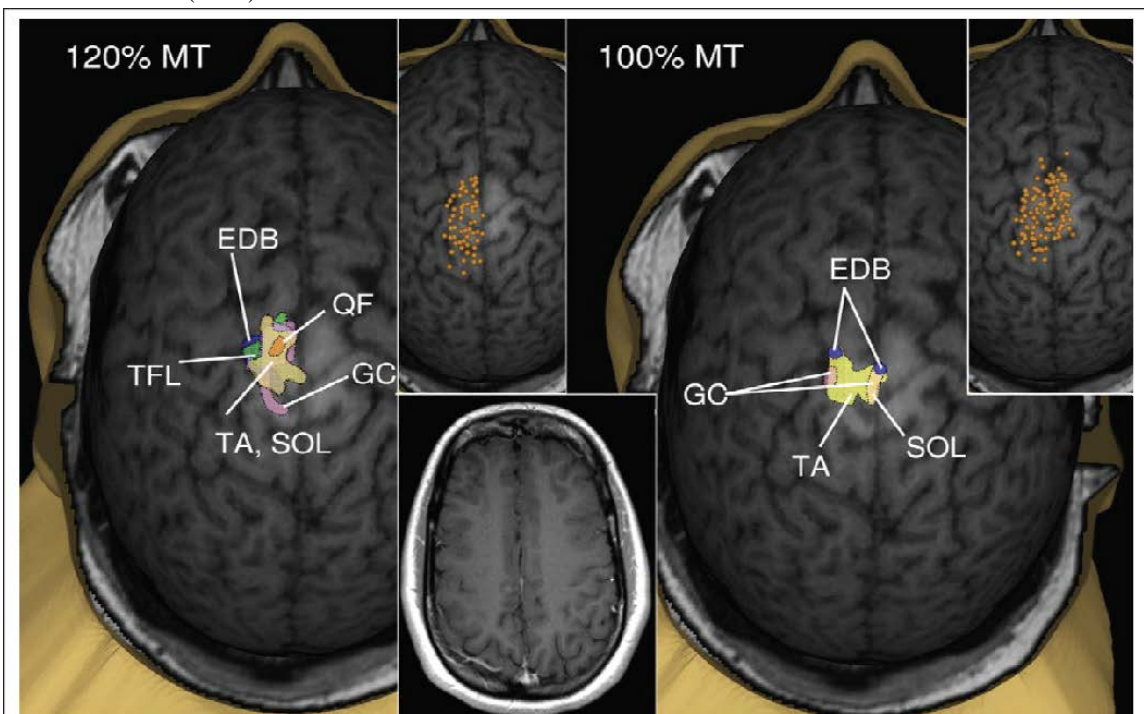 120% MT
EDB
QF
TFL
GC
TA, SOL
100% MT
EDB
GC
TA
SOL